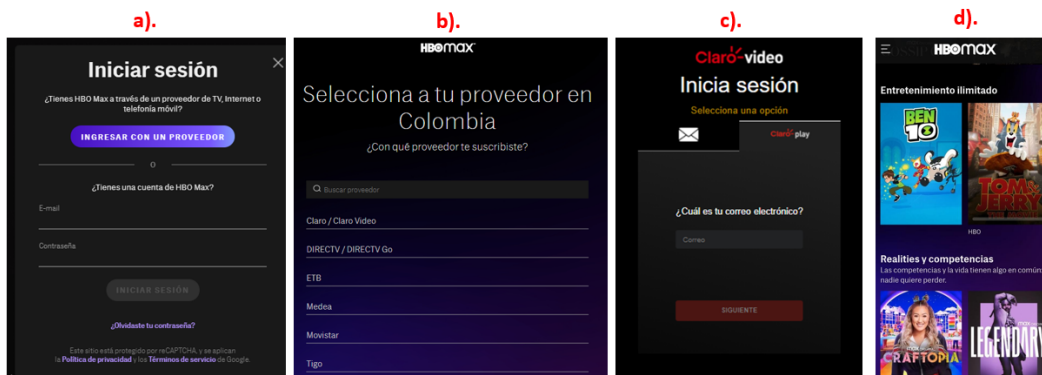 a).
Iniciar sesión
¿Tienes HBO Max a través de un proveedor de TV, Internet o
telefonía móvil?
INGRESAR CON UN PROVEEDOR
o
¿Tienes una cuenta de HBO Max?
E-mail
Contraseña
INICIAR SESIÓN
¿Olvidaste tu contraseña?
Este sitio está protegido por reCAPTCHA, y se aplican
la Política de privacidad y los Términos de servicio de Google.
b).
HBOMAX
Selecciona a tu proveedor en
Colombia
¿Con qué proveedor te suscribiste?
Buscar proveedor
Claro / Claro Video
DIRECTV / DIRECTV Go
ETB
Medea
Movistar
Tigo
c).
Claro-video
Inicia sesión
Selecciona una opción
Claro-play
¿Cuál es tu correo electrónico?
Correo
SIGUIENTE
d).
HBOMAX
Entretenimiento ilimitado
BEN
10
TOM &
JERRY
HBO
Realities y competencias
Las competencias y la vida tienen algo en común:
nadie quiere perder.
CRAFTOPIA
max
LEGENDARY